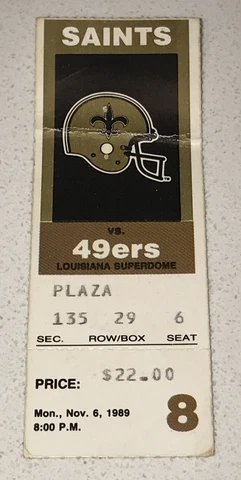 SAINTS
vs.
49ers
LOUISIANA SUPERDOME
PLAZA
135 29 6
SEC. ROW/BOX SEAT
PRICE: $22.00
Mon., Nov. 6, 1989
8:00 P.M.
8